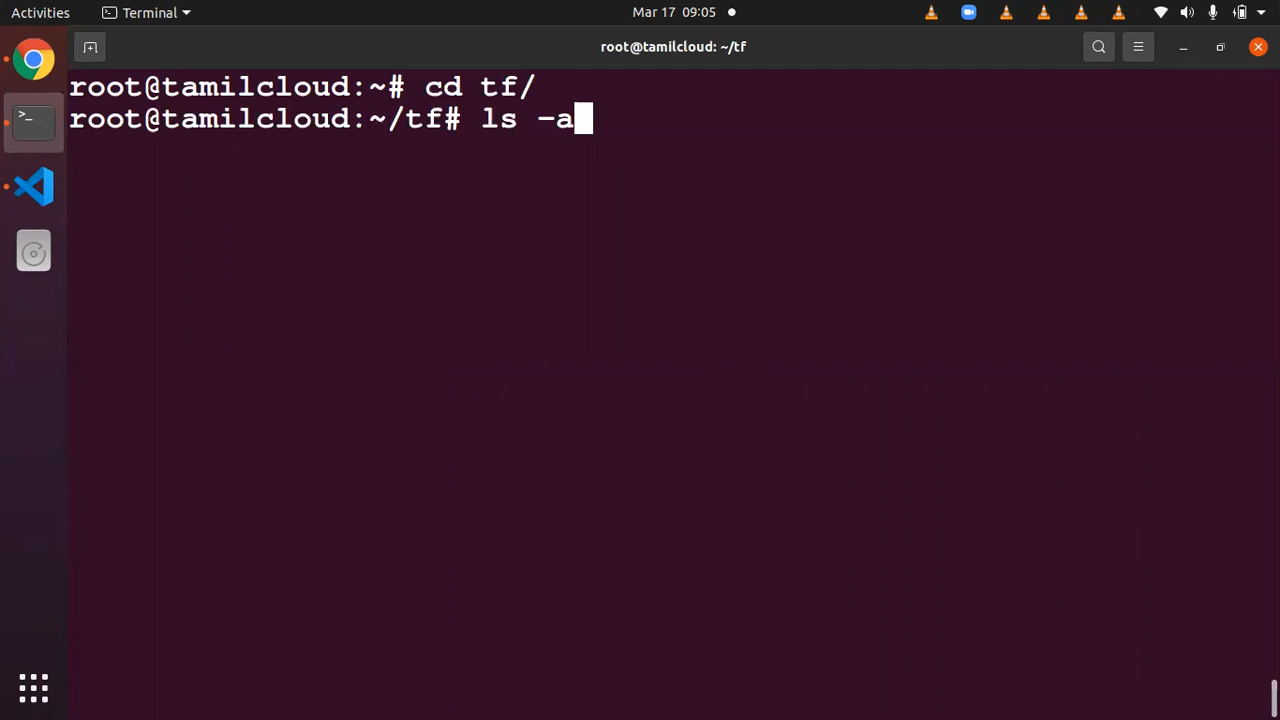 Activities Terminal Mar 17 09:05
root@tamilcloud: ~/tf
root@tamilcloud:~# cd tf/
root@tamilcloud:~/tf# ls -a